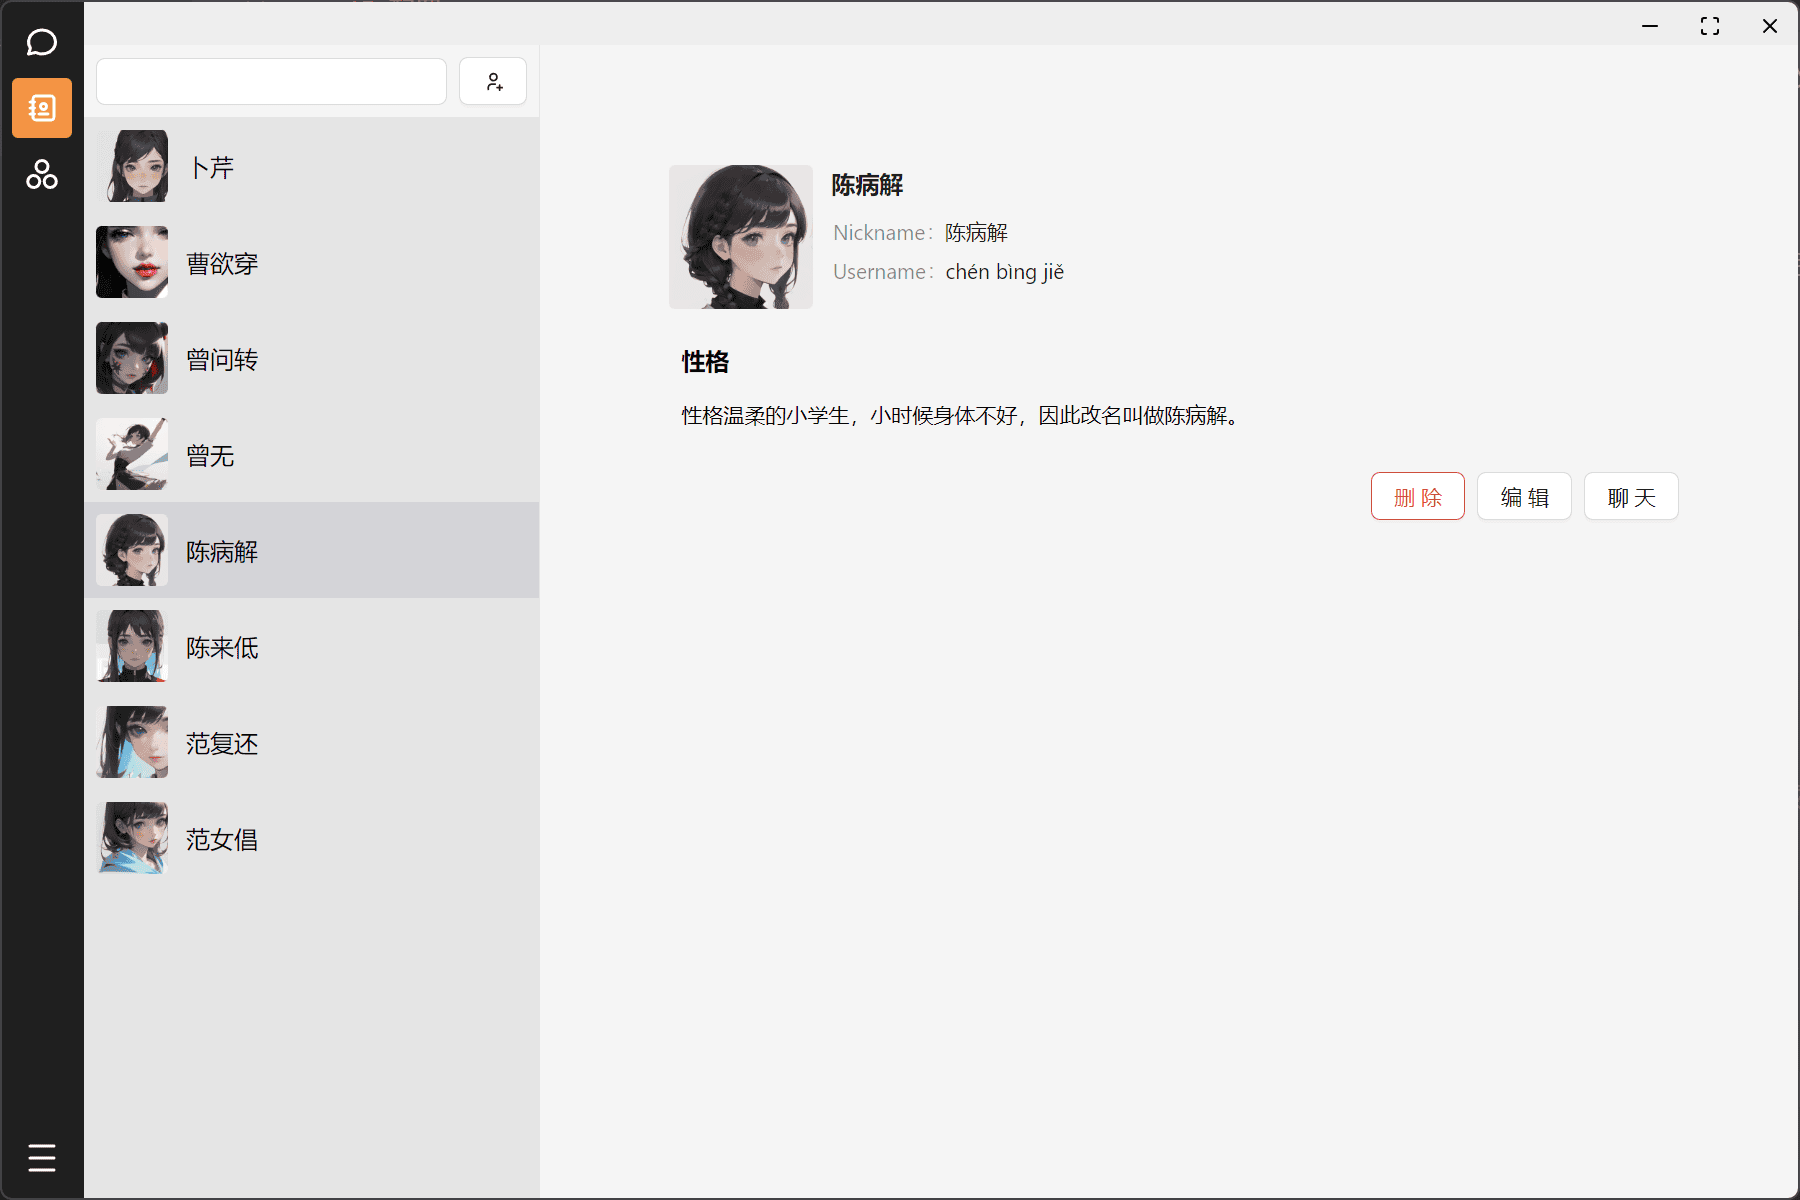 卜芹
曹欲穿
曾问转
曾无
陈病解
陈来低
范复还
范女倡
陈病解
Nickname：陈病解
Username：chén bìng jiě
性格
性格温柔的小学生，小时候身体不好，因此改名叫做陈病解。
删 除 编 辑 聊 天